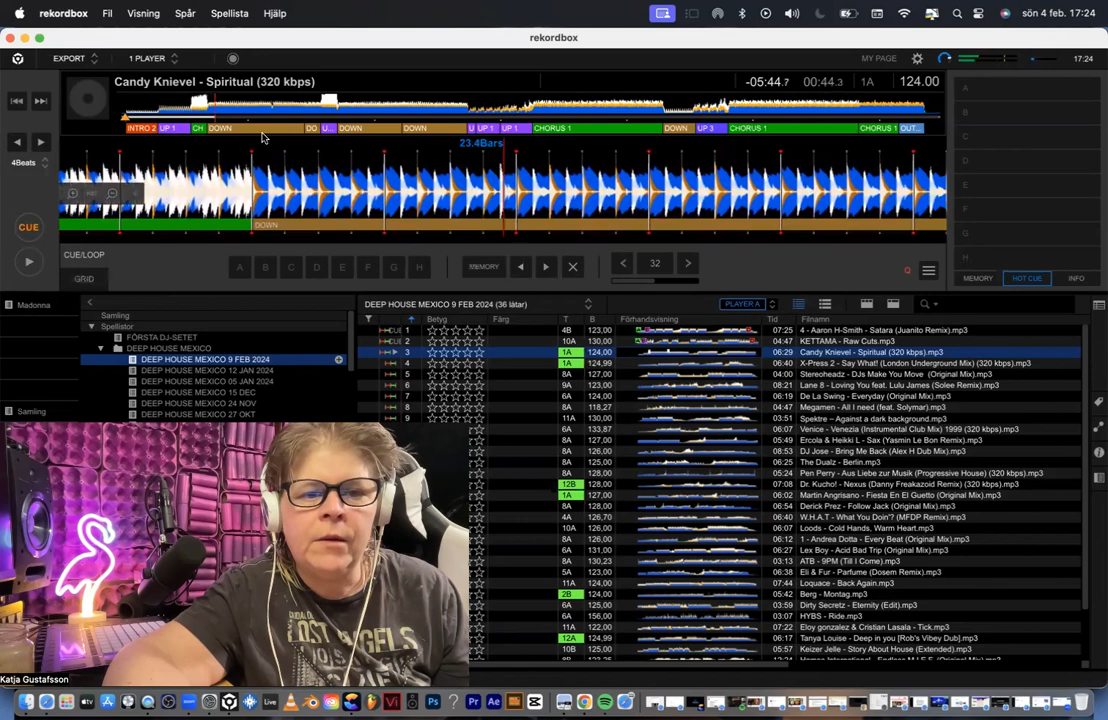 rekordbox Fil Visning Spår Spellista Hjälp sön 4 feb. 17:24
rekordbox
EXPORT 1 PLAYER MY PAGE 17:24
Candy Knievel - Spiritual (320 kbps) -05:44.7 00:44.3 1A 124.00
INTRO 2 UP 1 CH DOWN DO U... DOWN DOWN U UP 1 UP 1 CHORUS 1 DOWN UP 3 CHORUS 1 CHORUS 1 OUT...
23.4Bars
4Beats
DOWN
CUE
CUE/LOOP
GRID
A B C D E F G H MEMORY 32 Q
A
B
C
D
E
F
G
H
MEMORY HOT CUE INFO
Madonna
Samling
Samling
Spellistor
FÖRSTA DJ-SETET
DEEP HOUSE MEXICO
DEEP HOUSE MEXICO 9 FEB 2024
DEEP HOUSE MEXICO 12 JAN 2024
DEEP HOUSE MEXICO 05 JAN 2024
DEEP HOUSE MEXICO 15 DEC
DEEP HOUSE MEXICO 24 NOV
DEEP HOUSE MEXICO 27 OKT
DEEP HOUSE MEXICO 9 FEB 2024 (36 låtar) PLAYER A
Betyg Färg T B Förhandsvisning Tid Filnamn
CUE 1 4B 123,00 07:25 4 - Aaron H-Smith - Satara (Juanito Remix).mp3
CUE 2 10A 130,00 04:47 KETTAMA - Raw Cuts.mp3
3 1A 124,00 06:29 Candy Knievel - Spiritual (320 kbps).mp3
4 1A 124,99 06:36 X-Press 2 - Say What! (London Underground Mix) (320 kbps).mp3
5 8A 127,00 04:00 Stereohertz - DJs Make You Move (Original Mix).mp3
6 9A 123,00 08:21 Lane 8 - Loving You feat. Lulu James (Solee Remix).mp3
7 8A 126,00 06:06 De La Swing - Everyday (Original Mix).mp3
8 8A 118,27 04:47 Megamen - All I need (feat. Solymar).mp3
9 11A 130,00 03:51 Spektre - Against a dark background.mp3
6A 133,87 06:07 Venice - Venezia (Instrumental Club Mix) 1999 (320 kbps).mp3
8A 127,00 05:49 Ercola & Heikki L - Sax (Yasmin Le Bon Remix).mp3
8A 127,00 08:53 DJ Jose - Bring Me Back (Alex H Dub Mix).mp3
8A 125,00 06:08 The Dualz - Berlin.mp3
8A 125,00 05:24 Pen Perry - Aus Liebe zur Musik (Progressive House) (320 kbps).mp3
12B 127,00 07:08 Dr. Kucho! - Nexus (Danny Freakazoid Remix) (320 kbps).mp3
1A 127,00 06:02 Martin Angrisano - Fiesta En El Guetto (Original Mix).mp3
8A 128,00 06:54 Derick Prez - Follow Jack (Original Mix).mp3
4A 126,70 06:40 W.H.A.T - What You Doin'? (MFDP Remix).mp3
10A 126,00 06:07 Loods - Cold Hands, Warm Heart.mp3
8A 126,00 06:12 1 - Andrea Dotta - Every Beat (Original Mix).mp3
6A 131,00 06:27 Lex Boy - Acid Bad Trip (Original Mix).mp3
8A 130,23 03:13 ATB - 9PM (Till I Come).mp3
5A 123,00 06:38 Eli & Fur - Parfume (Dosem Remix).mp3
11A 123,00 07:44 Loquace - Back Again.mp3
2B 123,00 05:42 Berg - Montag.mp3
6A 125,00 03:59 Dirty Secretz - Eternity (Edit).mp3
6A 125,00 03:06 HYBS - Ride.mp3
11A 122,00 07:22 Eloy gonzalez & Cristian Lasala - Tick.mp3
12A 124,99 06:17 Tanya Louise - Deep in you [Rob's Vibey Dub].mp3
10B 123,00 06:07 Keizer Jelle - Story About House (Extended).mp3
LOST ANGELS
Katja Gustafsson